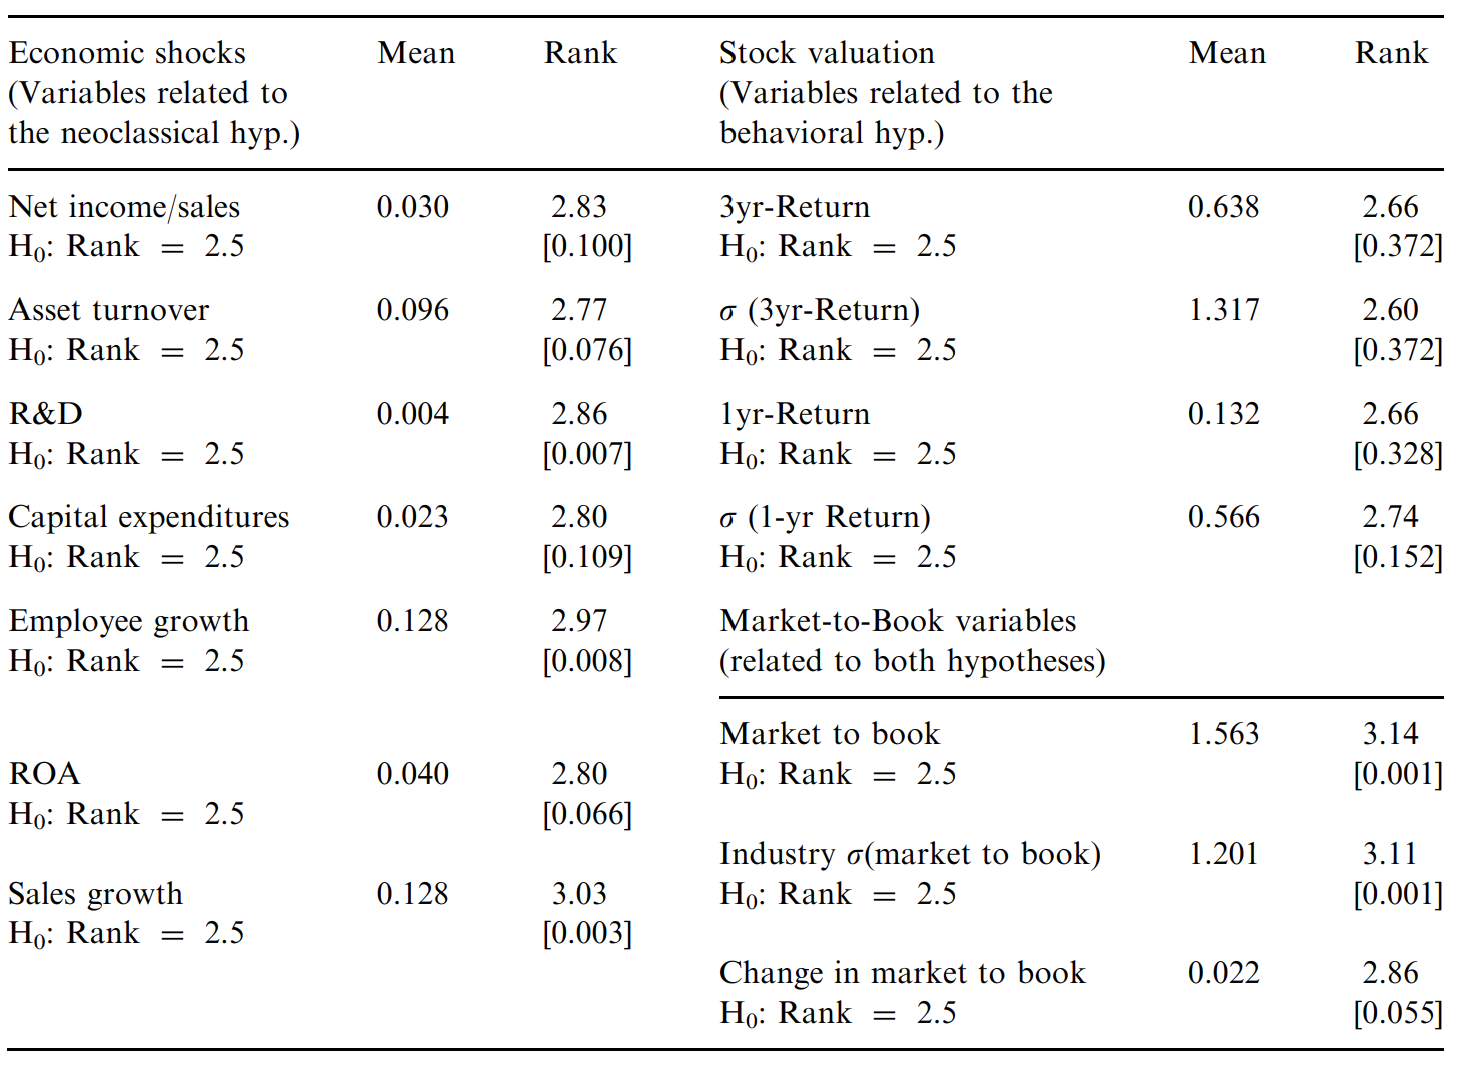 Economic shocks Mean Rank Stock valuation Mean Rank
(Variables related to (Variables related to the
the neoclassical hyp.) behavioral hyp.)
Net income/sales 0.030 2.83 3yr-Return 0.638 2.66
H₀: Rank = 2.5 [0.100] H₀: Rank = 2.5 [0.372]
Asset turnover 0.096 2.77 σ (3yr-Return) 1.317 2.60
H₀: Rank = 2.5 [0.076] H₀: Rank = 2.5 [0.372]
R&D 0.004 2.86 1yr-Return 0.132 2.66
H₀: Rank = 2.5 [0.007] H₀: Rank = 2.5 [0.328]
Capital expenditures 0.023 2.80 σ (1-yr Return) 0.566 2.74
H₀: Rank = 2.5 [0.109] H₀: Rank = 2.5 [0.152]
Employee growth 0.128 2.97 Market-to-Book variables
H₀: Rank = 2.5 [0.008] (related to both hypotheses)
Market to book 1.563 3.14
ROA 0.040 2.80 H₀: Rank = 2.5 [0.001]
H₀: Rank = 2.5 [0.066]
Industry σ(market to book) 1.201 3.11
Sales growth 0.128 3.03 H₀: Rank = 2.5 [0.001]
H₀: Rank = 2.5 [0.003]
Change in market to book 0.022 2.86
H₀: Rank = 2.5 [0.055]